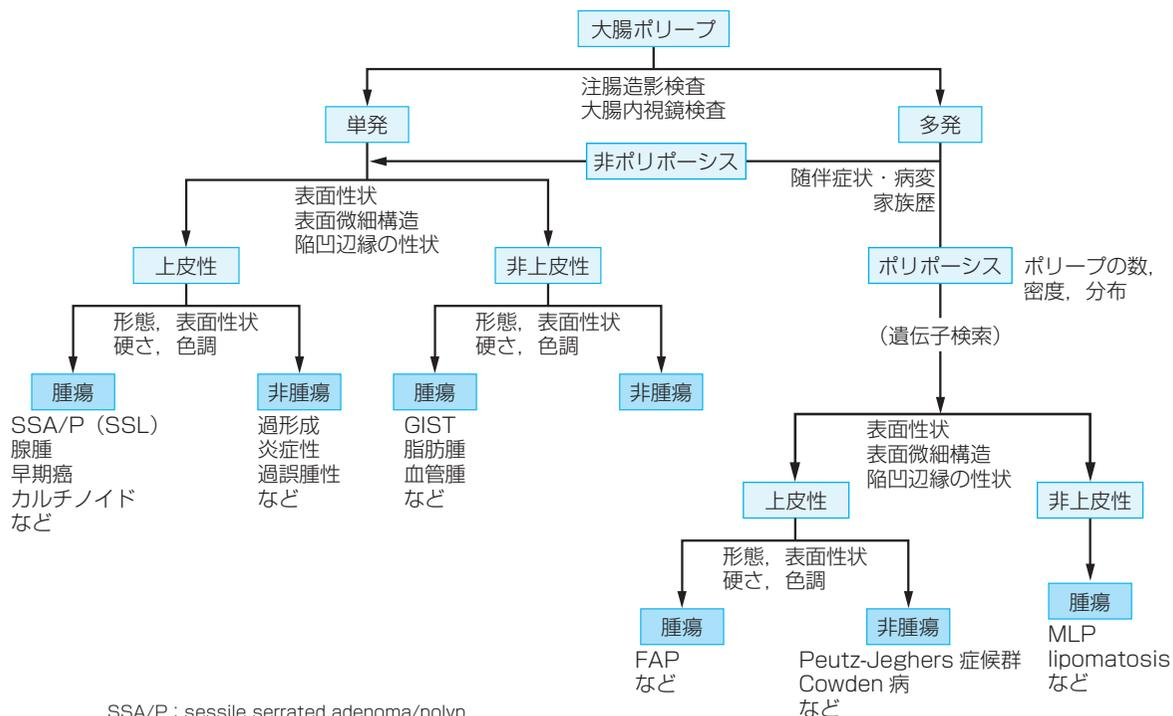 大腸ポリープ
注腸造影検査
大腸内視鏡検査
単発
多発
非ポリポーシス
随伴症状・病変
家族歴
表面性状
表面微細構造
陥凹辺縁の性状
上皮性
非上皮性
ポリポーシス
ポリープの数,
密度,分布
形態,表面性状
硬さ,色調
形態,表面性状
硬さ,色調
(遺伝子検索)
腫瘍
SSA/P(SSL)
腺腫
早期癌
カルチノイド
など
非腫瘍
過形成
炎症性
過誤腫性
など
腫瘍
GIST
脂肪腫
血管腫
など
非腫瘍
表面性状
表面微細構造
陥凹辺縁の性状
上皮性
非上皮性
形態,表面性状
硬さ,色調
腫瘍
FAP
など
非腫瘍
Peutz-Jeghers 症候群
Cowden 病
など
腫瘍
MLP
lipomatosis
など
SSA/P:sessile serrated adenoma/polyp